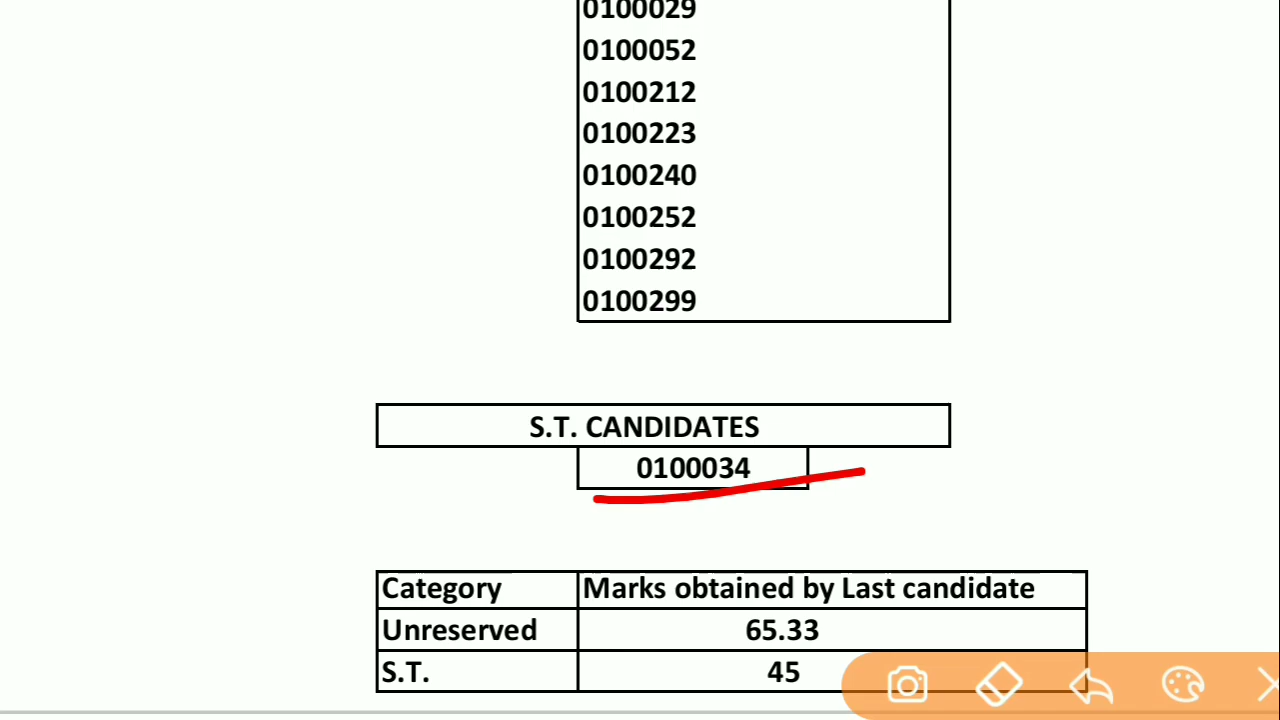 0100029
0100052
0100212
0100223
0100240
0100252
0100292
0100299
S.T. CANDIDATES
0100034
Category Marks obtained by Last candidate
Unreserved 65.33
S.T. 45